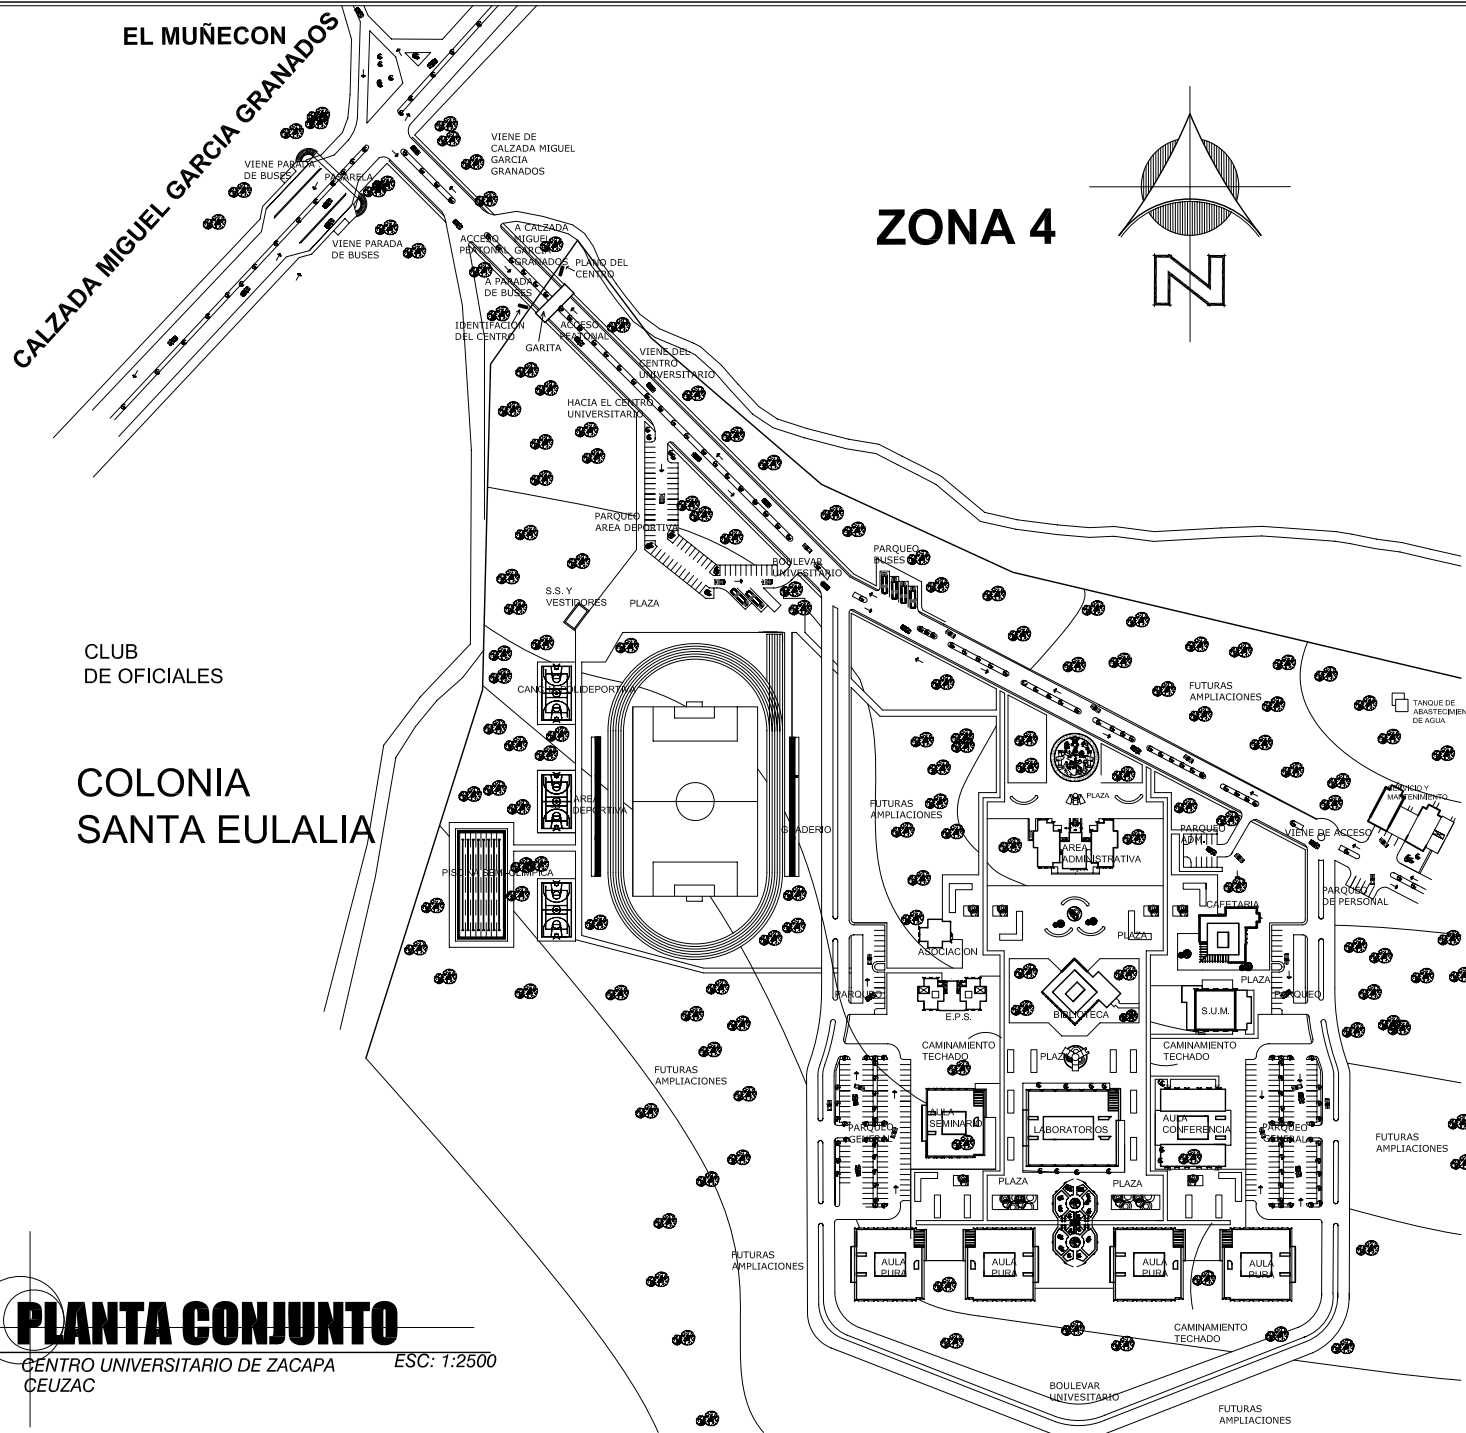 EL MUÑECON
CALZADA MIGUEL GARCIA GRANADOS
VIENE DE
CALZADA MIGUEL
GARCIA
GRANADOS
VIENE PARADA
DE BUSES
PASARELA
ZONA 4
N
VIENE PARADA
DE BUSES
ACCESO
PEATONAL
A CALZADA
MIGUEL
GARCIA
GRANADOS
PLANO DEL
CENTRO
A PARADA
DE BUSES
IDENTIFACION
DEL CENTRO
ACCESO
PEATONAL
GARITA
VIENE DEL
CENTRO
UNIVERSITARIO
HACIA EL CENTRO
UNIVERSITARIO
PARQUEO
AREA DEPORTIVA
BOULEVAR
UNIVESITARIO
PARQUEO
BUSES
S.S. Y
VESTIDORES
PLAZA
CLUB
DE OFICIALES
CANCHA POLIDEPORTIVA
FUTURAS
AMPLIACIONES
TANQUE DE
ABASTECIMIEN
DE AGUA
COLONIA
SANTA EULALIA
AREA
DEPORTIVA
GRADERIO
FUTURAS
AMPLIACIONES
PLAZA
SERVICIO Y
MANTENIMIENTO
PARQUEO
ADM.
VIENE DE ACCESO
AREA
ADMINISTRATIVA
PISCINA SEMI-OLIMPICA
PARQUEO
DE PERSONAL
CAFETARIA
PLAZA
ASOCIACION
PLAZA
PARQUEO
PARQUEO
E.P.S.
BIBLIOTECA
S.U.M.
CAMINAMIENTO
TECHADO
PLAZA
CAMINAMIENTO
TECHADO
FUTURAS
AMPLIACIONES
AULA
SEMINARIO
LABORATORIOS
AULA
CONFERENCIA
PARQUEO
GENERAL
PARQUEO
GENERAL
FUTURAS
AMPLIACIONES
PLAZA
PLAZA
FUTURAS
AMPLIACIONES
AULA
PURA
AULA
PURA
AULA
PURA
AULA
PURA
CAMINAMIENTO
TECHADO
PLANTA CONJUNTO
CENTRO UNIVERSITARIO DE ZACAPA
CEUZAC
ESC: 1:2500
BOULEVAR
UNIVESITARIO
FUTURAS
AMPLIACIONES